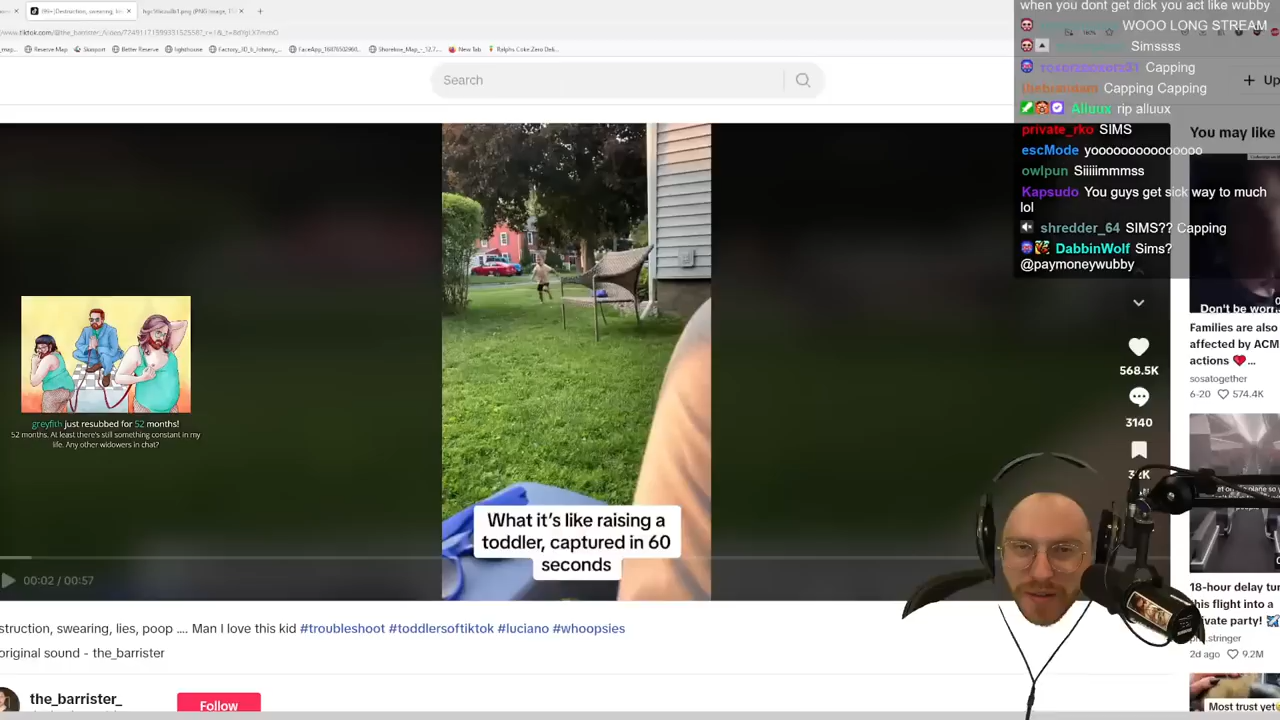 Search
Up
when you dont get dick you act like wubby
WOOO LONG STREAM
Simssss
Capping
Capping Capping
Alluux rip alluux
private_rko SIMS
escMode yooooooooooooooo
owlpun Siiiiimmmss
Kapsudo You guys get sick way to much
lol
shredder_64 SIMS?? Capping
DabbinWolf Sims?
@paymoneywubby
You may like
Don't be worr
Families are also
affected by ACM
actions
sosatogether
6-20 574.4K
568.5K
3140
greyfith just resubbed for 52 months!
52 months. At least there's still something constant in my
life. Any other widowers in chat?
What it's like raising a
toddler, captured in 60
seconds
00:02 / 00:57
18-hour delay tur
this flight into a
private party!
.stringer
2d ago 9.2M
Most trust yet
struction, swearing, lies, poop .... Man I love this kid #troubleshoot #toddlersoftiktok #luciano #whoopsies
original sound - the_barrister
the_barrister_
Follow